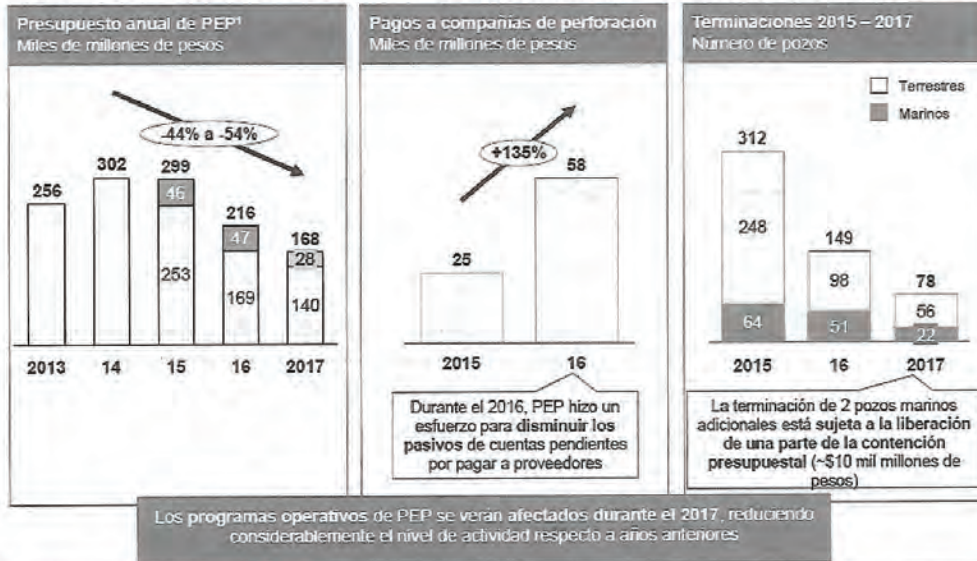 Presupuesto anual de PEP¹
Miles de millones de pesos
-44% a -54%
256
302
299
46
253
216
47
169
168
28
140
2013
14
15
16
2017
Pagos a compañías de perforación
Miles de millones de pesos
+135%
25
58
2015
16
Durante el 2016, PEP hizo un
esfuerzo para disminuir los
pasivos de cuentas pendientes
por pagar a proveedores
Terminaciones 2015 – 2017
Número de pozos
Terrestres
Marinos
312
248
64
149
98
51
78
56
22
2015
16
2017
La terminación de 2 pozos marinos
adicionales está sujeta a la liberación
de una parte de la contención
presupuestal (~$10 mil millones de
pesos)
Los programas operativos de PEP se verán afectados durante el 2017, reduciendo
considerablemente el nivel de actividad respecto a años anteriores